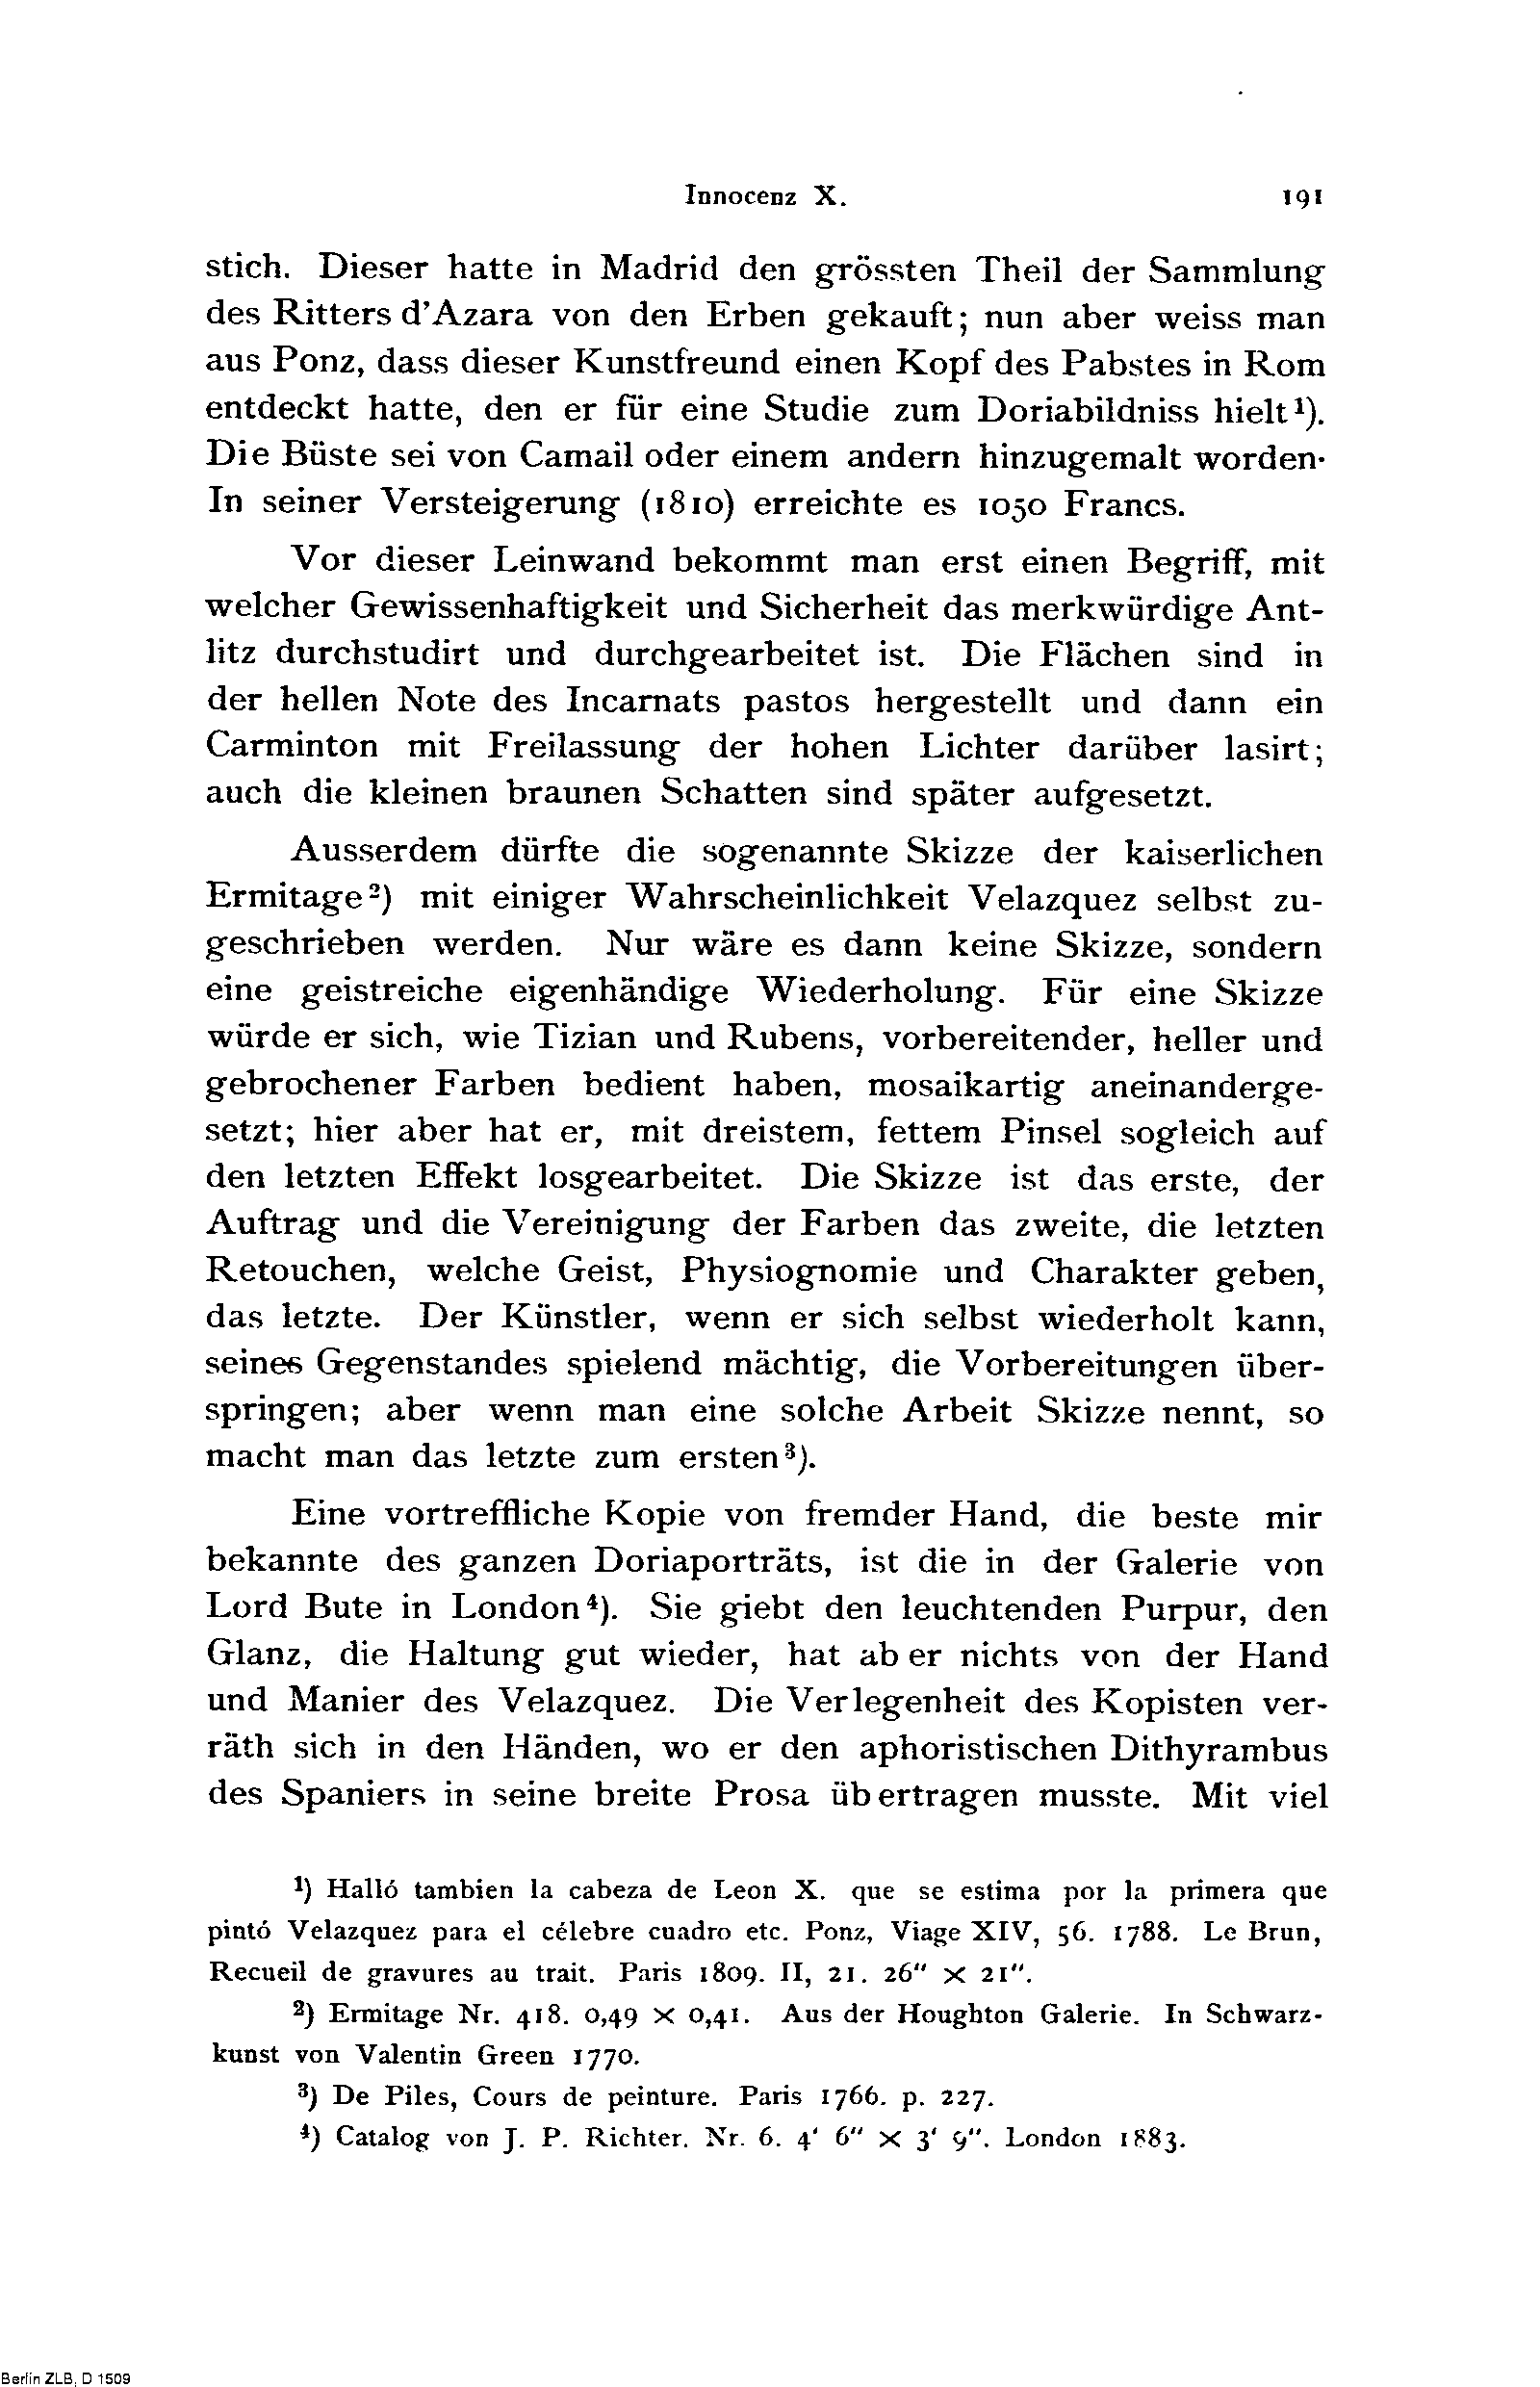 Innocenz X. 191
stich. Dieser hatte in Madrid den grössten Theil der Sammlung
des Ritters d'Azara von den Erben gekauft; nun aber weiss man
aus Ponz, dass dieser Kunstfreund einen Kopf des Pabstes in Rom
entdeckt hatte, den er für eine Studie zum Doriabildniss hielt¹).
Die Büste sei von Camail oder einem andern hinzugemalt worden.
In seiner Versteigerung (1810) erreichte es 1050 Francs.
Vor dieser Leinwand bekommt man erst einen Begriff, mit
welcher Gewissenhaftigkeit und Sicherheit das merkwürdige Ant-
litz durchstudirt und durchgearbeitet ist. Die Flächen sind in
der hellen Note des Incarnats pastos hergestellt und dann ein
Carminton mit Freilassung der hohen Lichter darüber lasirt;
auch die kleinen braunen Schatten sind später aufgesetzt.
Ausserdem dürfte die sogenannte Skizze der kaiserlichen
Ermitage²) mit einiger Wahrscheinlichkeit Velazquez selbst zu-
geschrieben werden. Nur wäre es dann keine Skizze, sondern
eine geistreiche eigenhändige Wiederholung. Für eine Skizze
würde er sich, wie Tizian und Rubens, vorbereitender, heller und
gebrochener Farben bedient haben, mosaikartig aneinanderge-
setzt; hier aber hat er, mit dreistem, fettem Pinsel sogleich auf
den letzten Effekt losgearbeitet. Die Skizze ist das erste, der
Auftrag und die Vereinigung der Farben das zweite, die letzten
Retouchen, welche Geist, Physiognomie und Charakter geben,
das letzte. Der Künstler, wenn er sich selbst wiederholt kann,
seines Gegenstandes spielend mächtig, die Vorbereitungen über-
springen; aber wenn man eine solche Arbeit Skizze nennt, so
macht man das letzte zum ersten³).
Eine vortreffliche Kopie von fremder Hand, die beste mir
bekannte des ganzen Doriaporträts, ist die in der Galerie von
Lord Bute in London⁴). Sie giebt den leuchtenden Purpur, den
Glanz, die Haltung gut wieder, hat aber nichts von der Hand
und Manier des Velazquez. Die Verlegenheit des Kopisten ver-
räth sich in den Händen, wo er den aphoristischen Dithyrambus
des Spaniers in seine breite Prosa übertragen musste. Mit viel
¹) Halló tambien la cabeza de Leon X. que se estima por la primera que
pintó Velazquez para el célebre cuadro etc. Ponz, Viage XIV, 56. 1788. Le Brun,
Recueil de gravures au trait. Paris 1809. II, 21. 26" × 21".
²) Ermitage Nr. 418. 0,49 × 0,41. Aus der Houghton Galerie. In Schwarz-
kunst von Valentin Green 1770.
³) De Piles, Cours de peinture. Paris 1766. p. 227.
⁴) Catalog von J. P. Richter. Nr. 6. 4' 6" × 3' 9". London 1883.
Berlin ZLB, D 1509